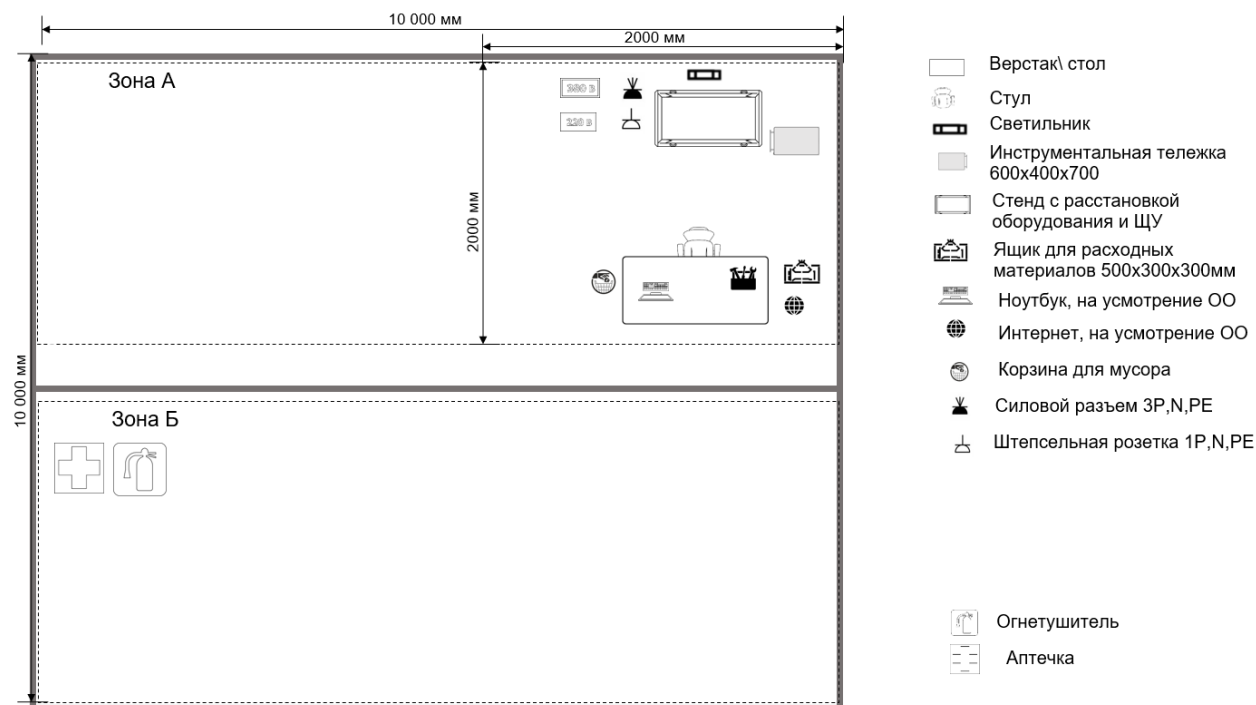 10 000 мм
2000 мм
Зона А
380 в
220 в
2000 мм
10 000 мм
Зона Б
Верстак\ стол
Стул
Светильник
Инструментальная тележка
600х400х700
Стенд с расстановкой
оборудования и ЩУ
Ящик для расходных
материалов 500х300х300мм
Ноутбук, на усмотрение ОО
Интернет, на усмотрение ОО
Корзина для мусора
Силовой разъем 3P,N,PE
Штепсельная розетка 1P,N,PE
Огнетушитель
Аптечка